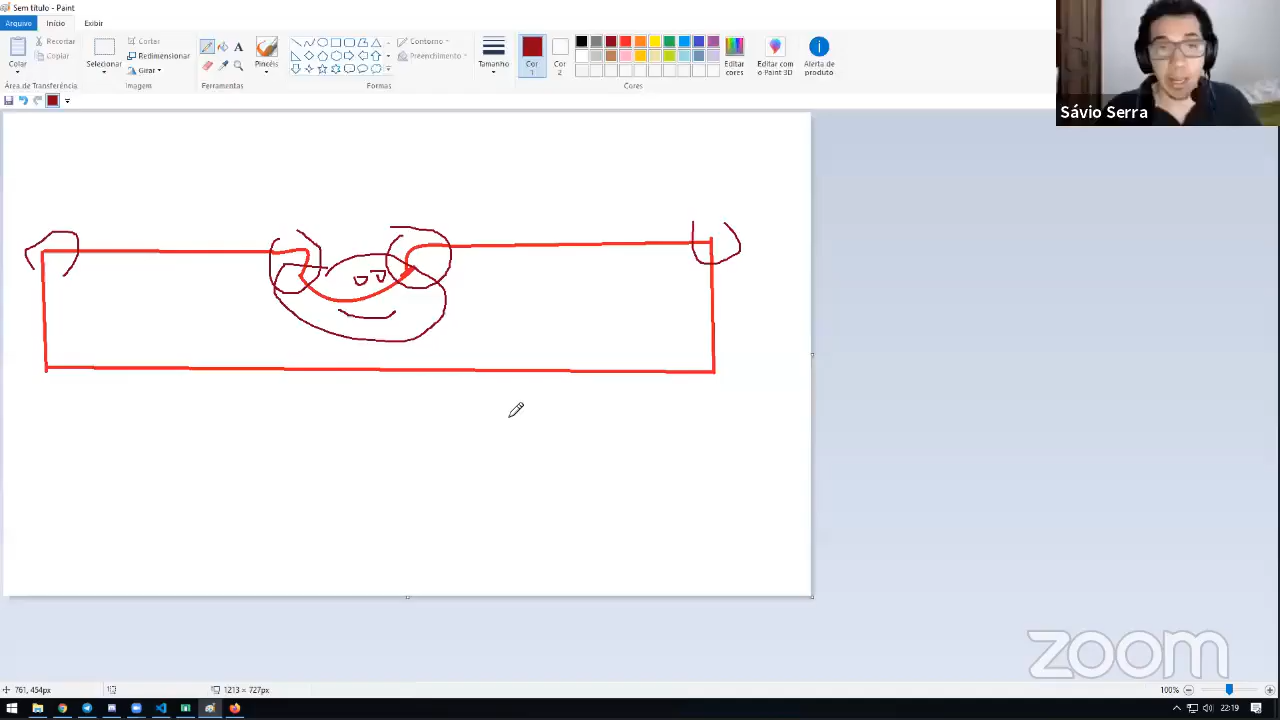 Sem título - Paint
Arquivo Início Exibir
Colar
Recortar
Copiar
Área de Transferência
Selecionar
Cortar
Redimensionar
Girar
Imagem
A
Ferramentas
Pincéis
Contorno
Preenchimento
Formas
Tamanho
Cor
1
Cor
2
Editar
cores
Editar com
o Paint 3D
Alerta de
produto
Cores
Sávio Serra
zoom
761, 454px
1213 × 727px
100%
22:19